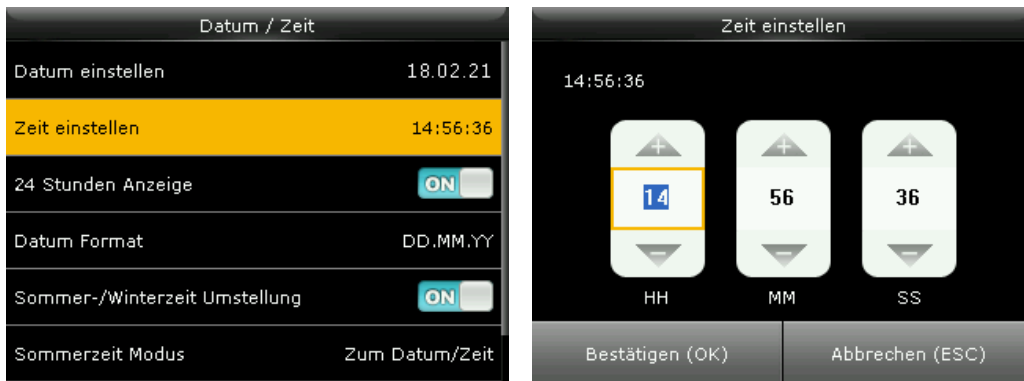 Datum / Zeit
Datum einstellen 18.02.21
Zeit einstellen 14:56:36
24 Stunden Anzeige ON
Datum Format DD.MM.YY
Sommer-/Winterzeit Umstellung ON
Sommerzeit Modus Zum Datum/Zeit
Zeit einstellen
14:56:36
14 56 36
HH MM SS
Bestätigen (OK) Abbrechen (ESC)